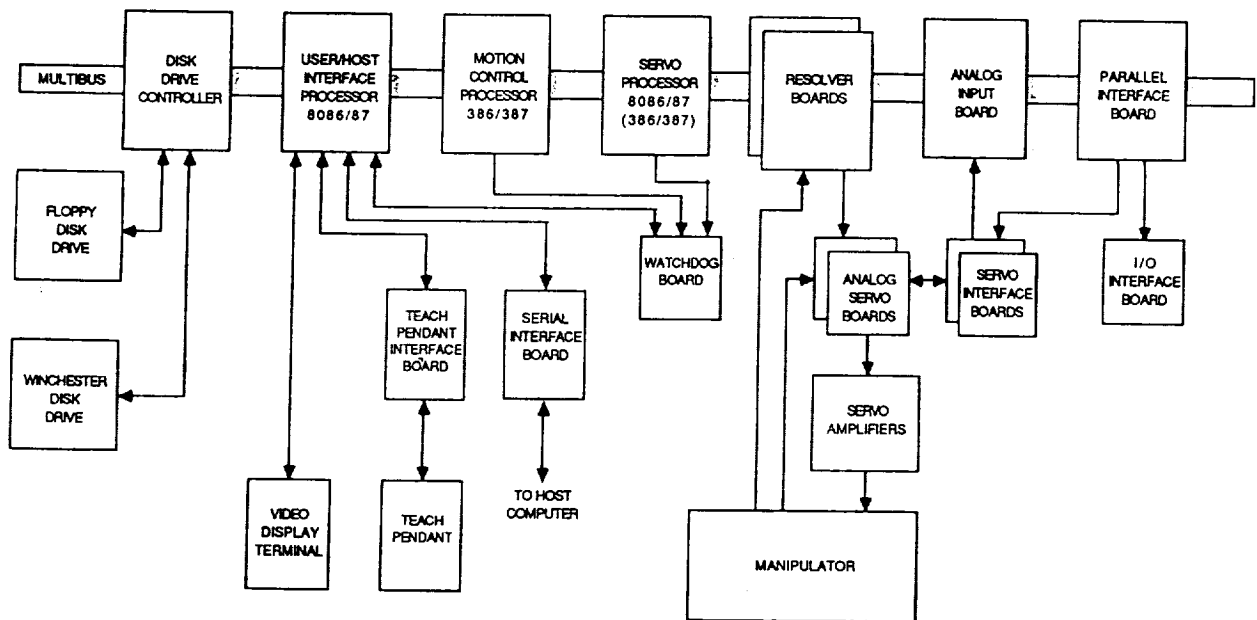 MULTIBUS
DISK
DRIVE
CONTROLLER
USER/HOST
INTERFACE
PROCESSOR
8086/87
MOTION
CONTROL
PROCESSOR
386/387
SERVO
PROCESSOR
8086/87
(386/387)
RESOLVER
BOARDS
ANALOG
INPUT
BOARD
PARALLEL
INTERFACE
BOARD
FLOPPY
DISK
DRIVE
WATCHDOG
BOARD
ANALOG
SERVO
BOARDS
SERVO
INTERFACE
BOARDS
I/O
INTERFACE
BOARD
WINCHESTER
DISK
DRIVE
TEACH
PENDANT
INTERFACE
BOARD
SERIAL
INTERFACE
BOARD
SERVO
AMPLIFIERS
VIDEO
DISPLAY
TERMINAL
TEACH
PENDANT
TO HOST
COMPUTER
MANIPULATOR